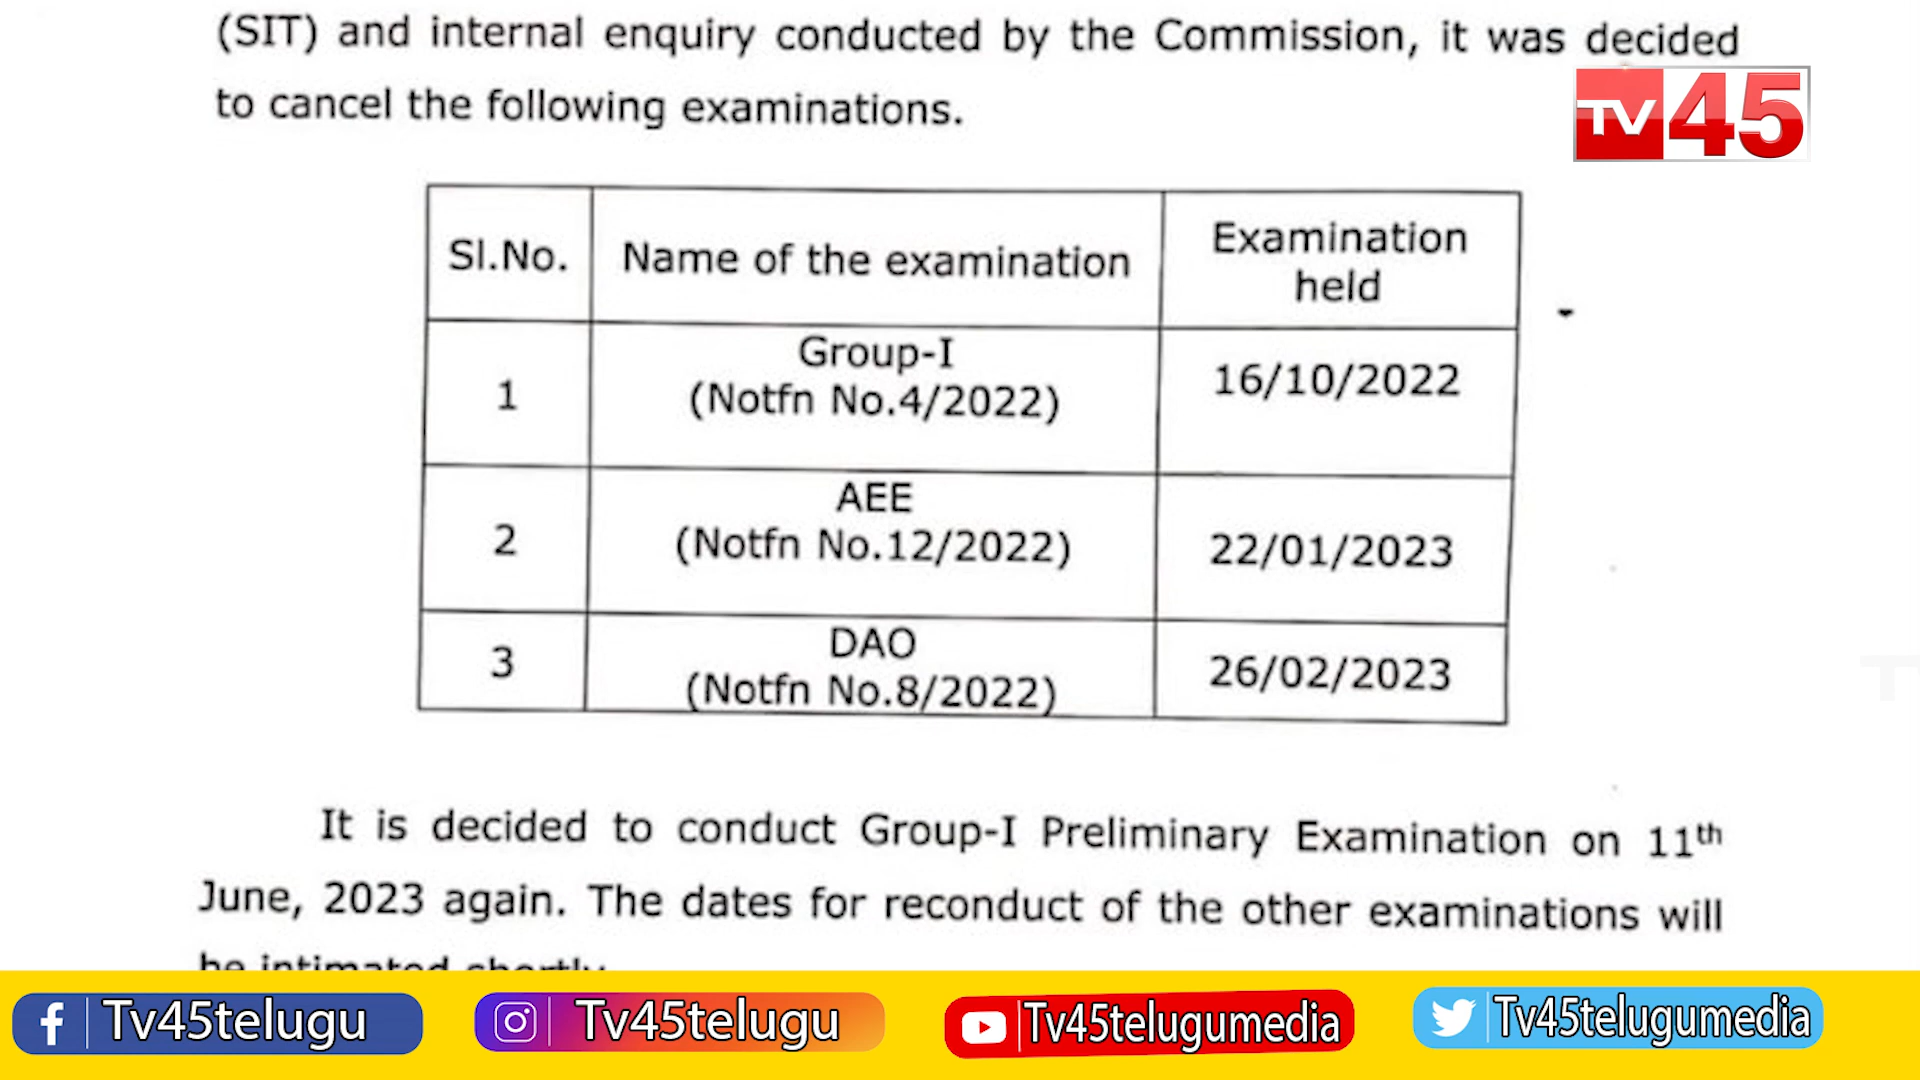 (SIT) and internal enquiry conducted by the Commission, it was decided
to cancel the following examinations.
TV45
Sl.No. Name of the examination Examination held
1 Group-I (Notfn No.4/2022) 16/10/2022
2 AEE (Notfn No.12/2022) 22/01/2023
3 DAO (Notfn No.8/2022) 26/02/2023
It is decided to conduct Group-I Preliminary Examination on 11th
June, 2023 again. The dates for reconduct of the other examinations will
be intimated shortly.
Tv45telugu Tv45telugu Tv45telugumedia Tv45telugumedia